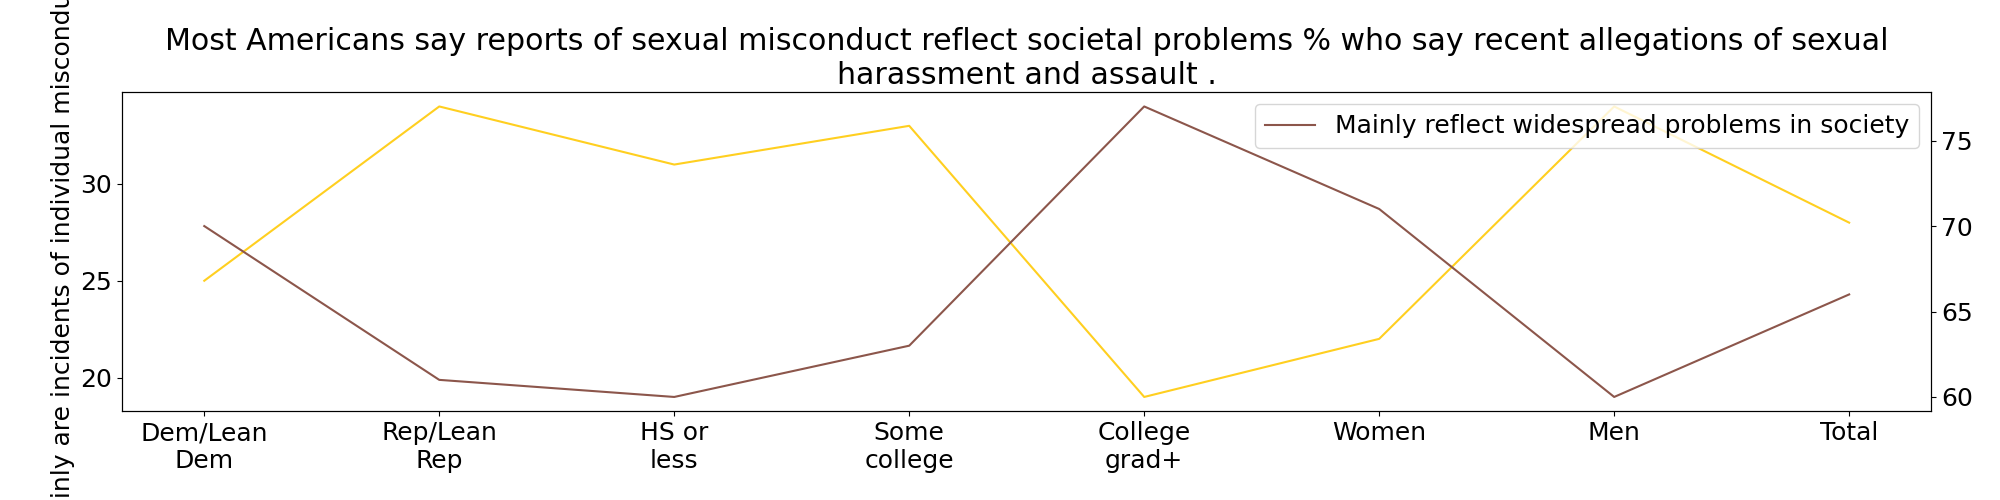 Most Americans say reports of sexual misconduct reflect societal problems % who say recent allegations of sexual
harassment and assault .
are incidents of individual
30
25
20
Mainly reflect widespread problems in society
75
70
65
60
Dem/Lean
Dem
Rep/Lean
Rep
HS or
less
Some
college
College
grad+
Women
Men
Total